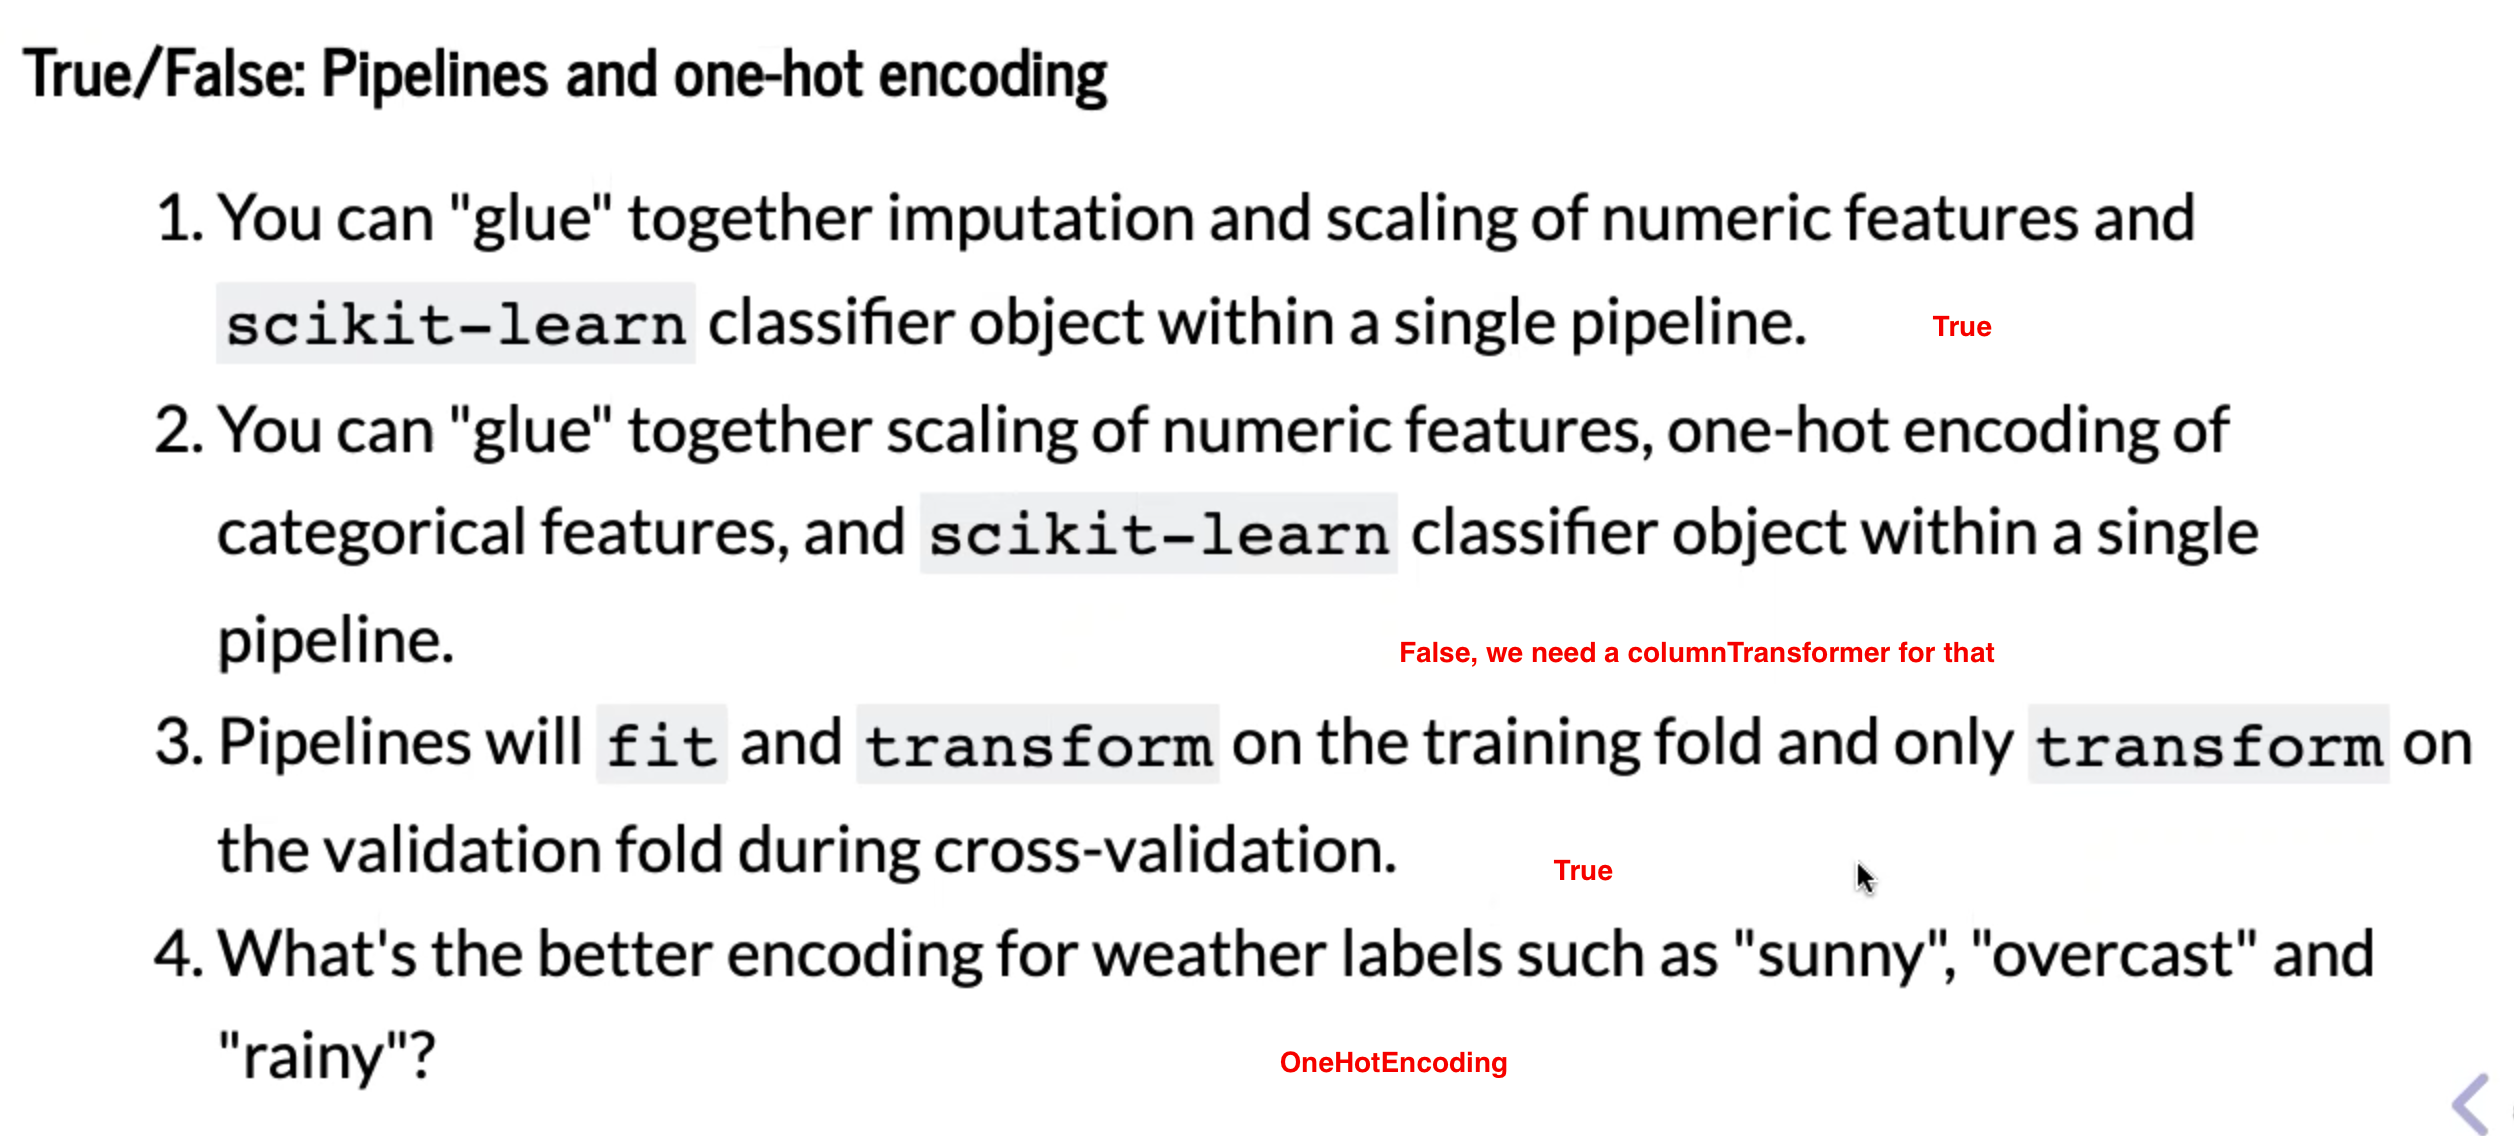 True/False: Pipelines and one-hot encoding
1. You can "glue" together imputation and scaling of numeric features and
scikit-learn classifier object within a single pipeline. True
2. You can "glue" together scaling of numeric features, one-hot encoding of
categorical features, and scikit-learn classifier object within a single
pipeline. False, we need a columnTransformer for that
3. Pipelines will fit and transform on the training fold and only transform on
the validation fold during cross-validation. True
4. What's the better encoding for weather labels such as "sunny", "overcast" and
"rainy"? OneHotEncoding